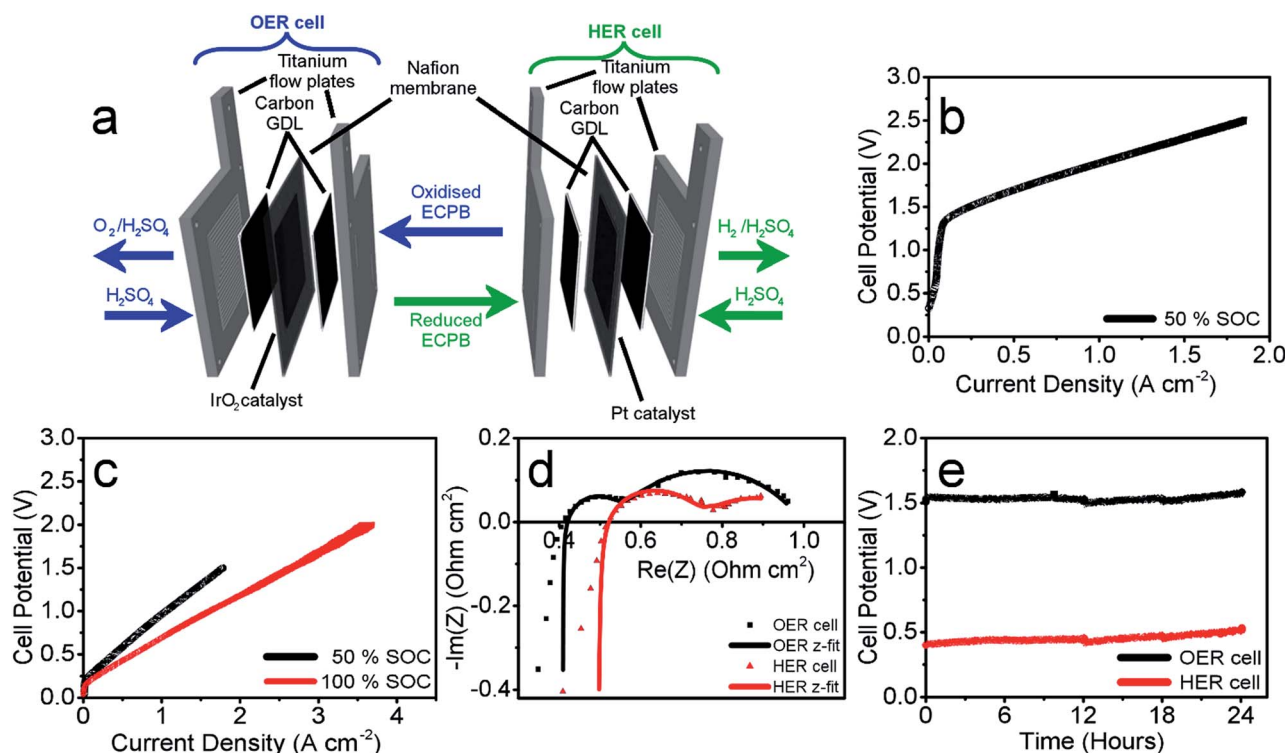 OER cell
HER cell
a
Titanium
flow plates
Carbon
GDL
Nafion
membrane
Titanium
flow plates
Carbon
GDL
O2/H2SO4
H2SO4
Oxidised
ECPB
Reduced
ECPB
H2/H2SO4
H2SO4
IrO2 catalyst
Pt catalyst
b
Cell Potential (V)
3.0
2.5
2.0
1.5
1.0
0.5
0.0
50 % SOC
0.0 0.5 1.0 1.5 2.0
Current Density (A cm-2)
c
Cell Potential (V)
3.0
2.5
2.0
1.5
1.0
0.5
0.0
50 % SOC
100 % SOC
0 1 2 3 4
Current Density (A cm-2)
d
-Im(Z) (Ohm cm2)
0.2
0.0
-0.2
-0.4
0.4 0.6 0.8 1.0
Re(Z) (Ohm cm2)
OER cell
OER z-fit
HER cell
HER z-fit
e
Cell Potential (V)
2.0
1.5
1.0
0.5
0.0
OER cell
HER cell
0 6 12 18 24
Time (Hours)